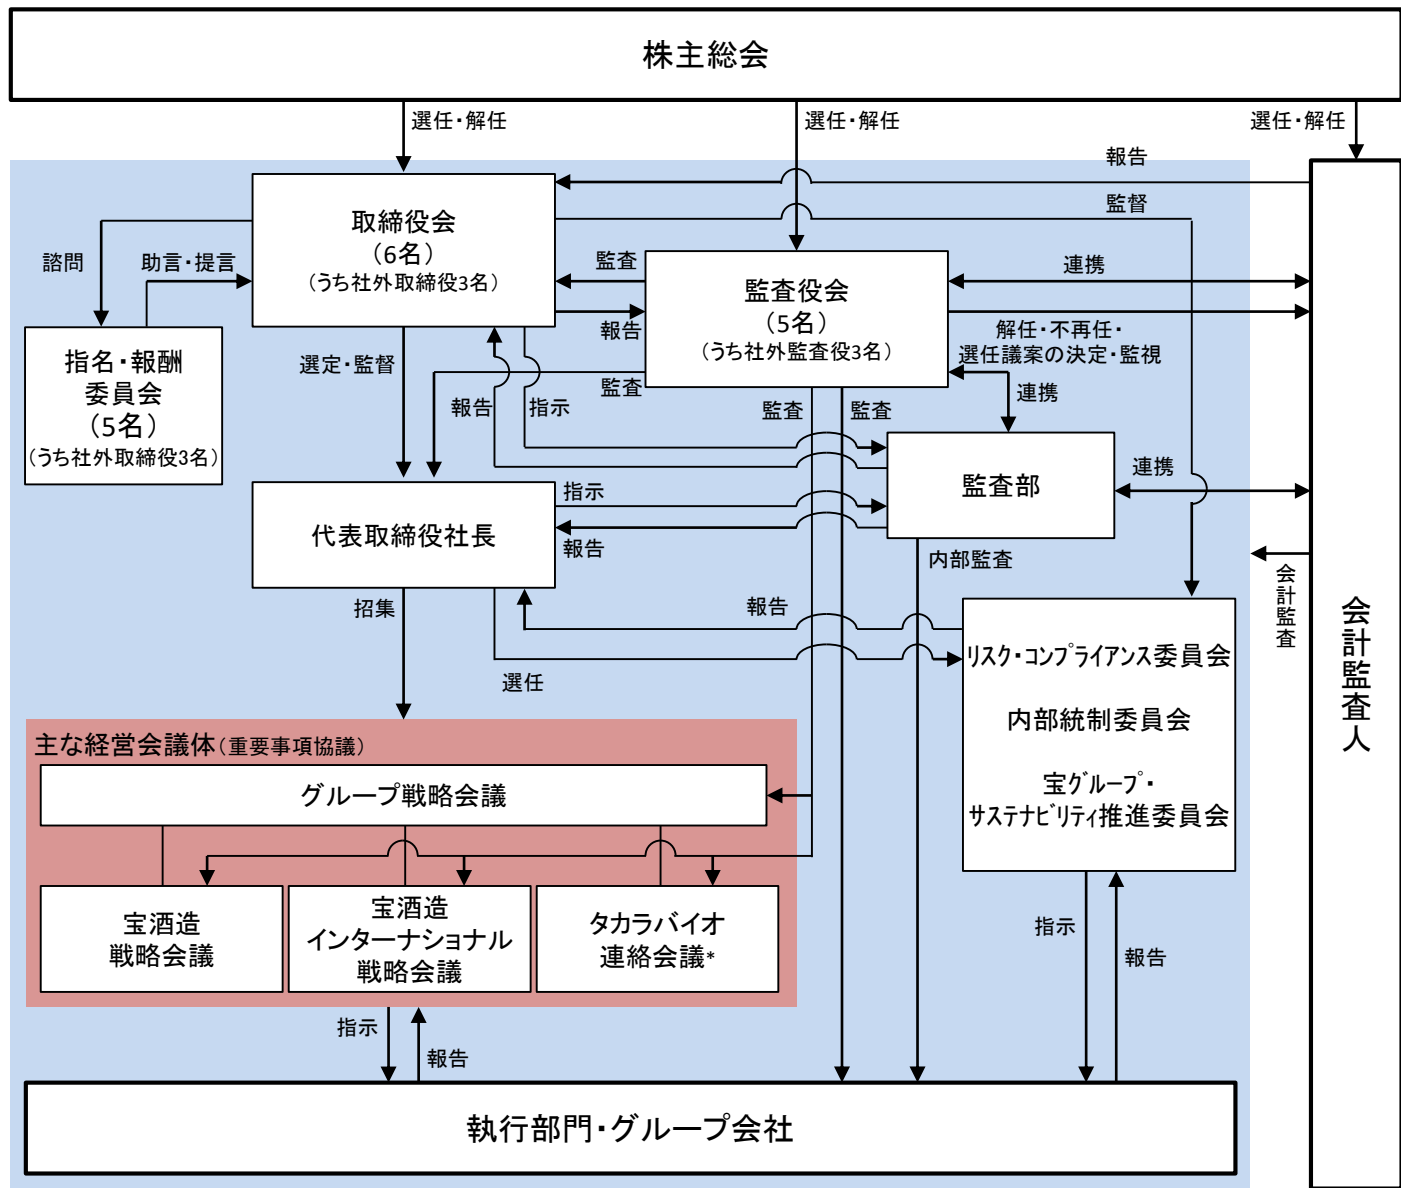 株主総会
選任・解任
選任・解任
選任・解任
報告
監督
取締役会
（6名）
（うち社外取締役3名）
諮問
助言・提言
監査
報告
監査役会
（5名）
（うち社外監査役3名）
連携
解任・不再任・
選任議案の決定・監視
指名・報酬
委員会
（5名）
（うち社外取締役3名）
選定・監督
報告
指示
監査
監査
監査
連携
監査部
連携
代表取締役社長
指示
報告
内部監査
会計監査
会計監査人
招集
選任
報告
リスク・コンプライアンス委員会
内部統制委員会
宝グループ・
サステナビリティ推進委員会
主な経営会議体（重要事項協議）
グループ戦略会議
宝酒造
戦略会議
宝酒造
インターナショナル
戦略会議
タカラバイオ
連絡会議*
指示
報告
指示
報告
執行部門・グループ会社